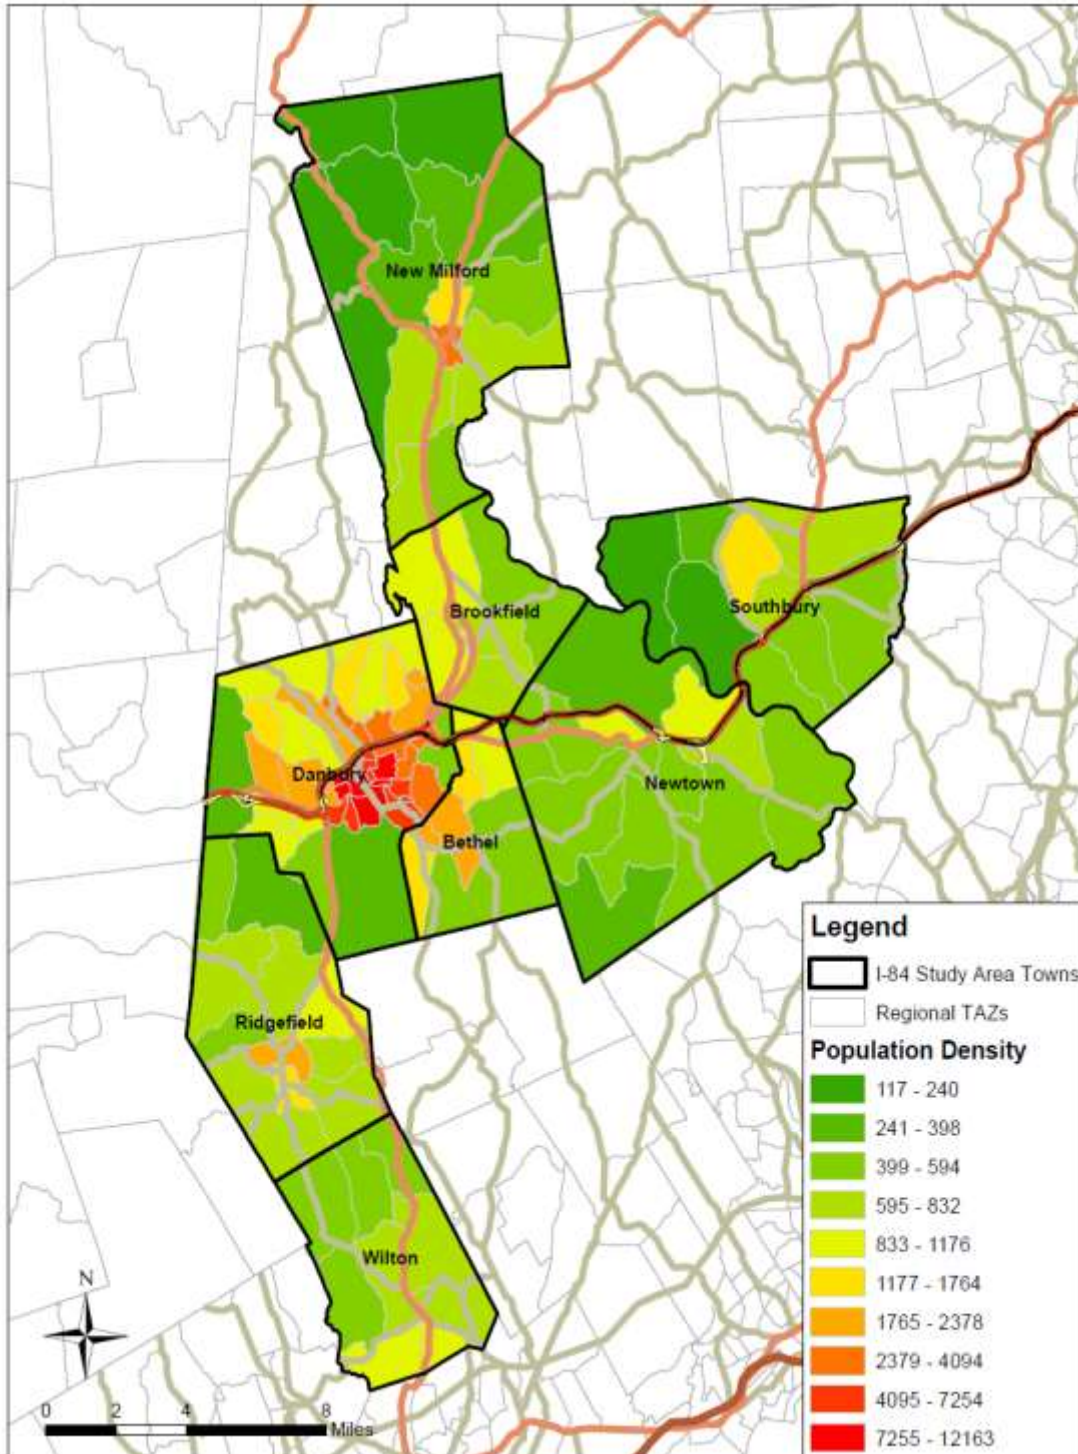 New Milford
Brookfield
Southbury
Danbury
Newtown
Bethel
Ridgefield
Wilton
N
0 2 4 8
Miles
Legend
I-84 Study Area Towns
Regional TAZs
Population Density
117 - 240
241 - 398
399 - 594
595 - 832
833 - 1176
1177 - 1764
1765 - 2378
2379 - 4094
4095 - 7254
7255 - 12163